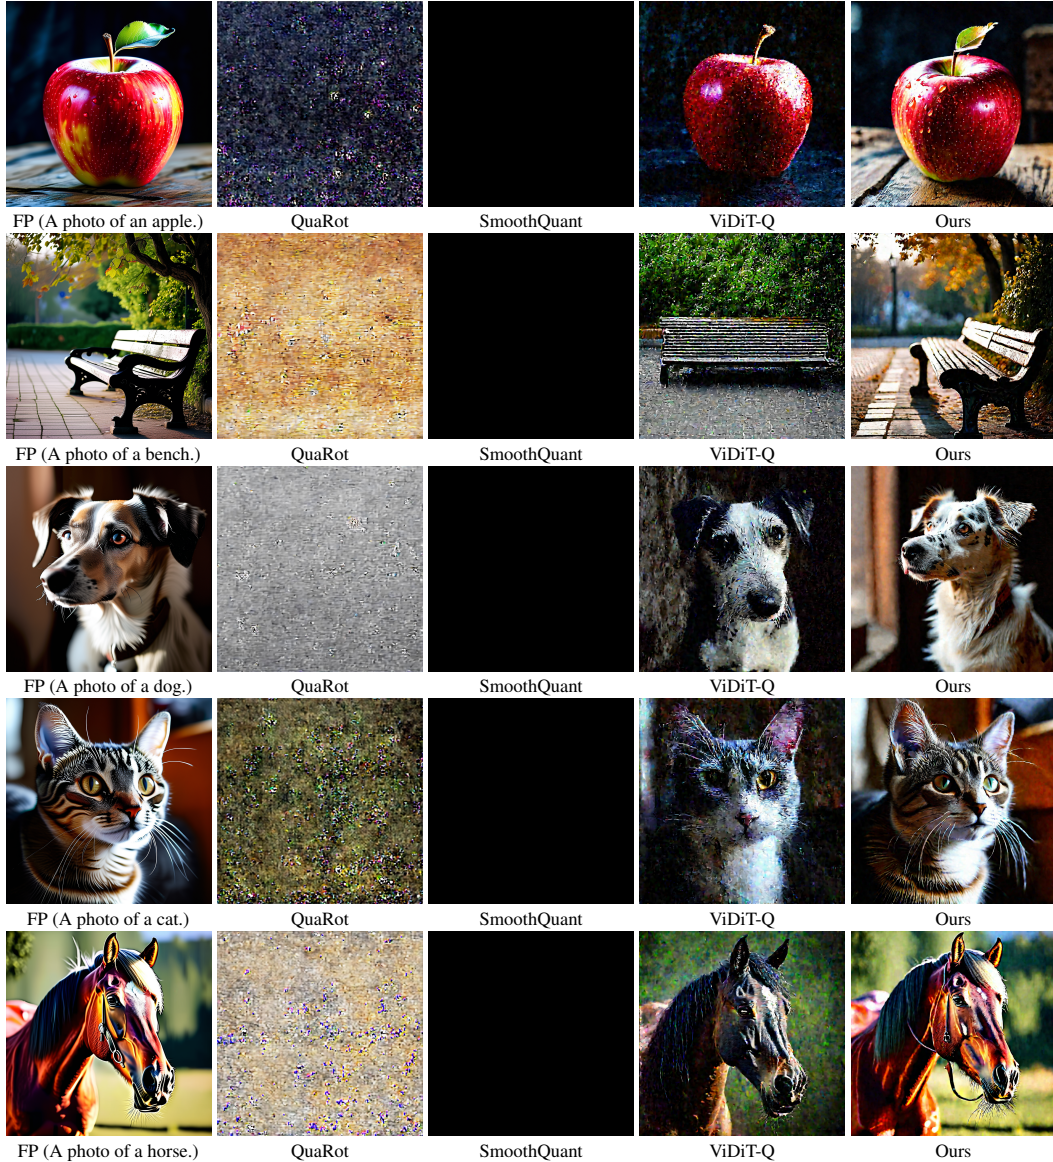 FP (A photo of an apple.) QuaRot SmoothQuant ViDiT-Q Ours
FP (A photo of a bench.) QuaRot SmoothQuant ViDiT-Q Ours
FP (A photo of a dog.) QuaRot SmoothQuant ViDiT-Q Ours
FP (A photo of a cat.) QuaRot SmoothQuant ViDiT-Q Ours
FP (A photo of a horse.) QuaRot SmoothQuant ViDiT-Q Ours